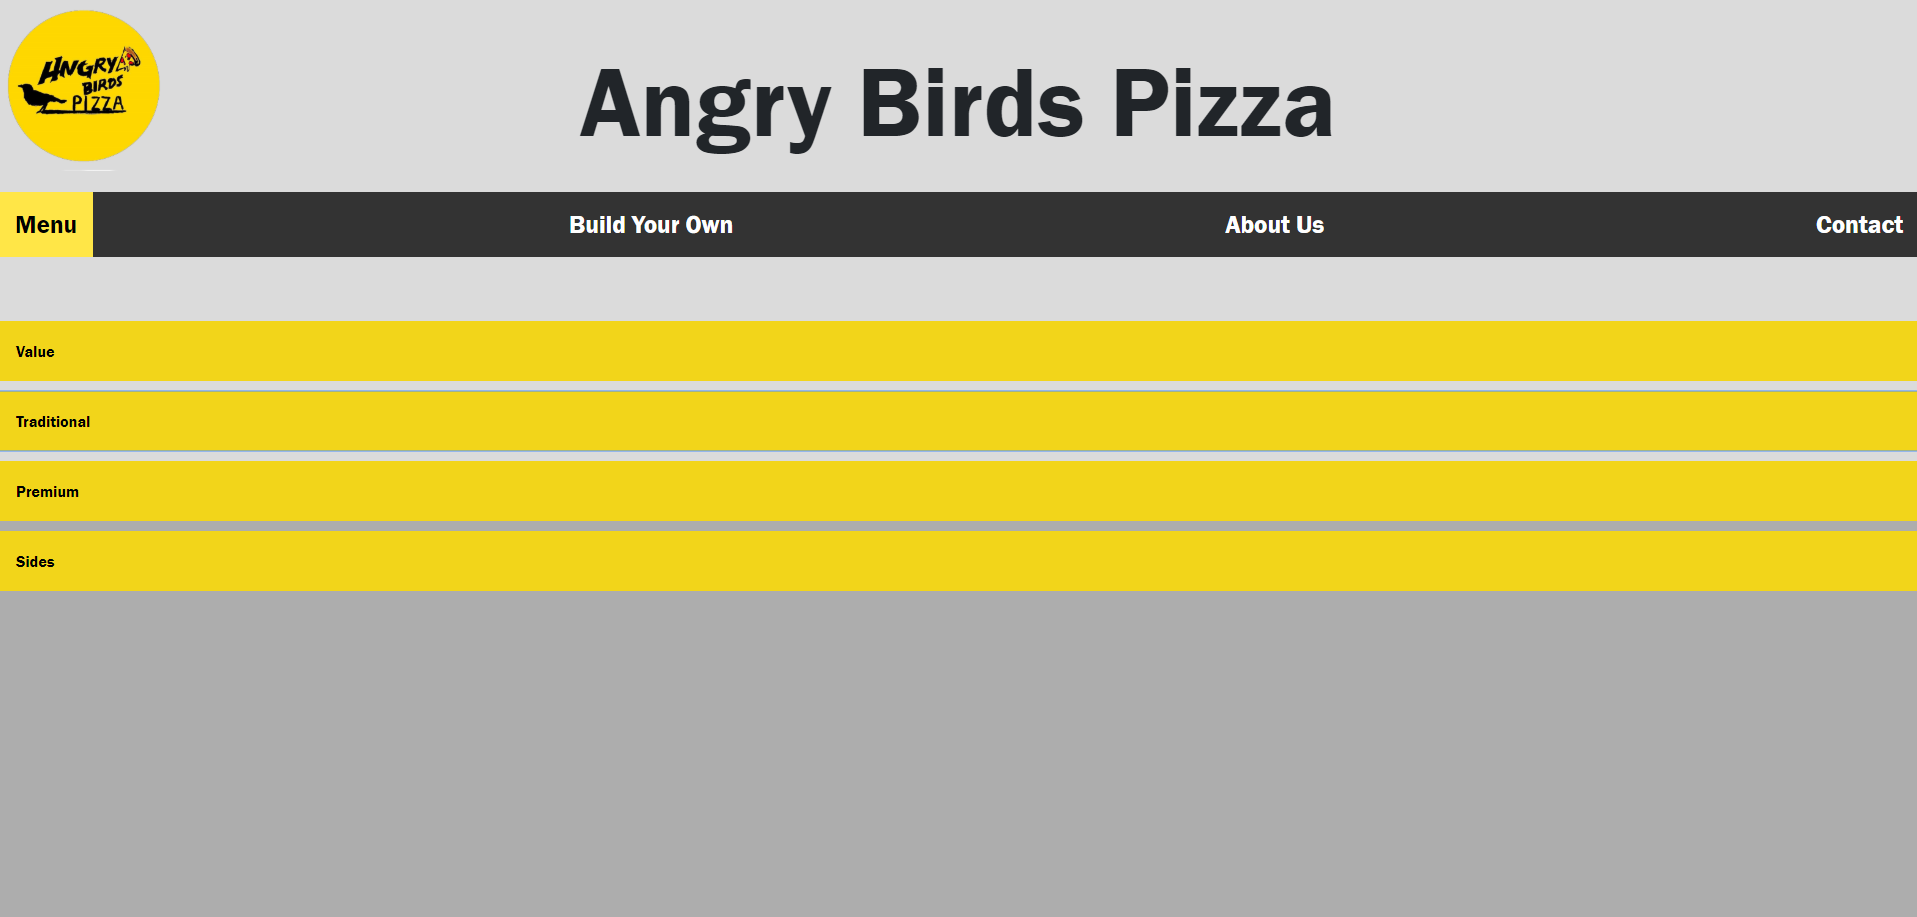 ANGRY
BIRDS
PIZZA
Angry Birds Pizza
Menu
Build Your Own
About Us
Contact
Value
Traditional
Premium
Sides